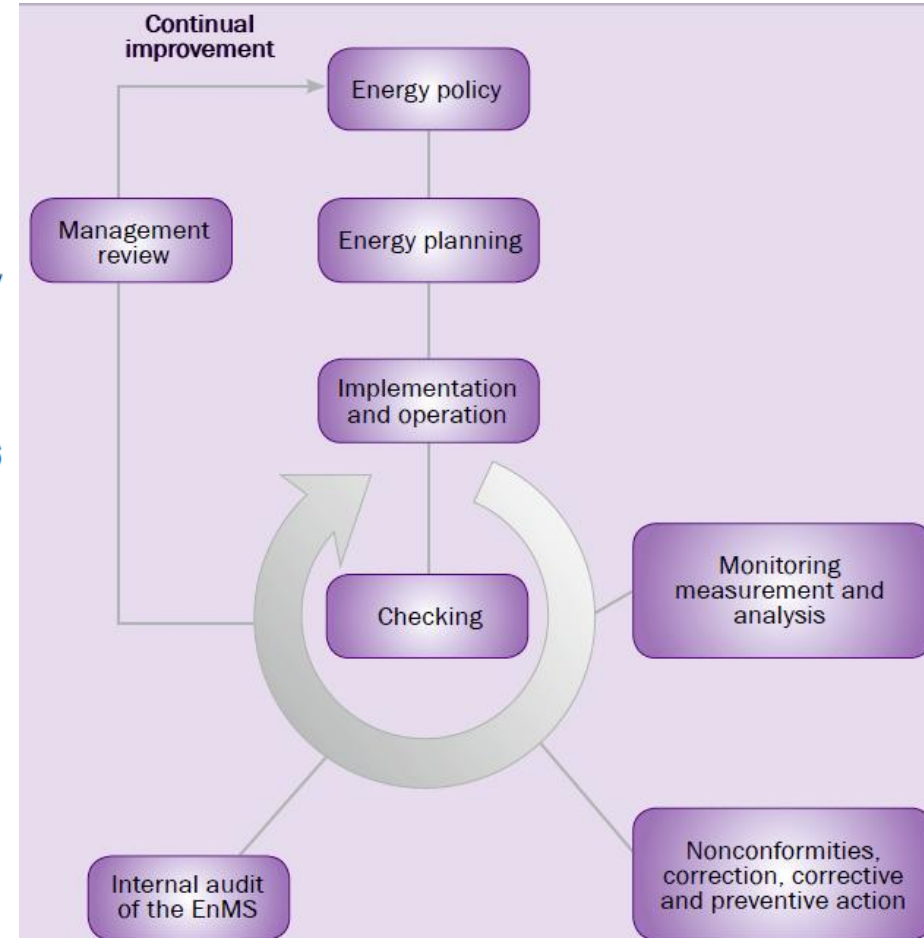 Continual
improvement
Energy policy
Management
review
Energy planning
Implementation
and operation
Checking
Monitoring
measurement and
analysis
Internal audit
of the EnMS
Nonconformities,
correction, corrective
and preventive action